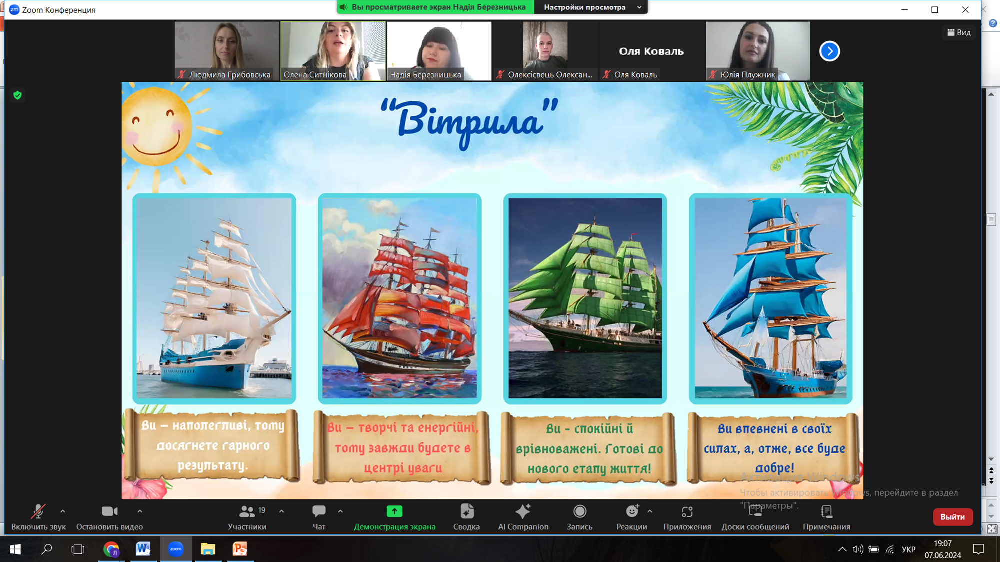 Zoom Конференция
Вы просматриваете экран Надія Березницька
Настройки просмотра
Вид
Людмила Грибовська
Олена Ситнікова
Надія Березницька
Олексієвець Олексан...
Оля Коваль
Оля Коваль
Юлія Плужник
“Вітрила”
Ви – наполегливі, тому
досягнете гарного
результату.
Ви – творчі та енергійні,
тому завжди будете в
центрі уваги
Ви - спокійні й
врівноважені. Готові до
нового етапу життя!
Ви впевнені в своїх
силах, а, отже, все буде
добре!
Активация Windows
Чтобы активировать Windows, перейдите в раздел
"Параметры".
Включить звук
Остановить видео
19
Участники
Чат
Демонстрация экрана
Сводка
AI Companion
Запись
Реакции
Приложения
Доски сообщений
Примечания
Выйти
zoom
УКР
19:07
07.06.2024